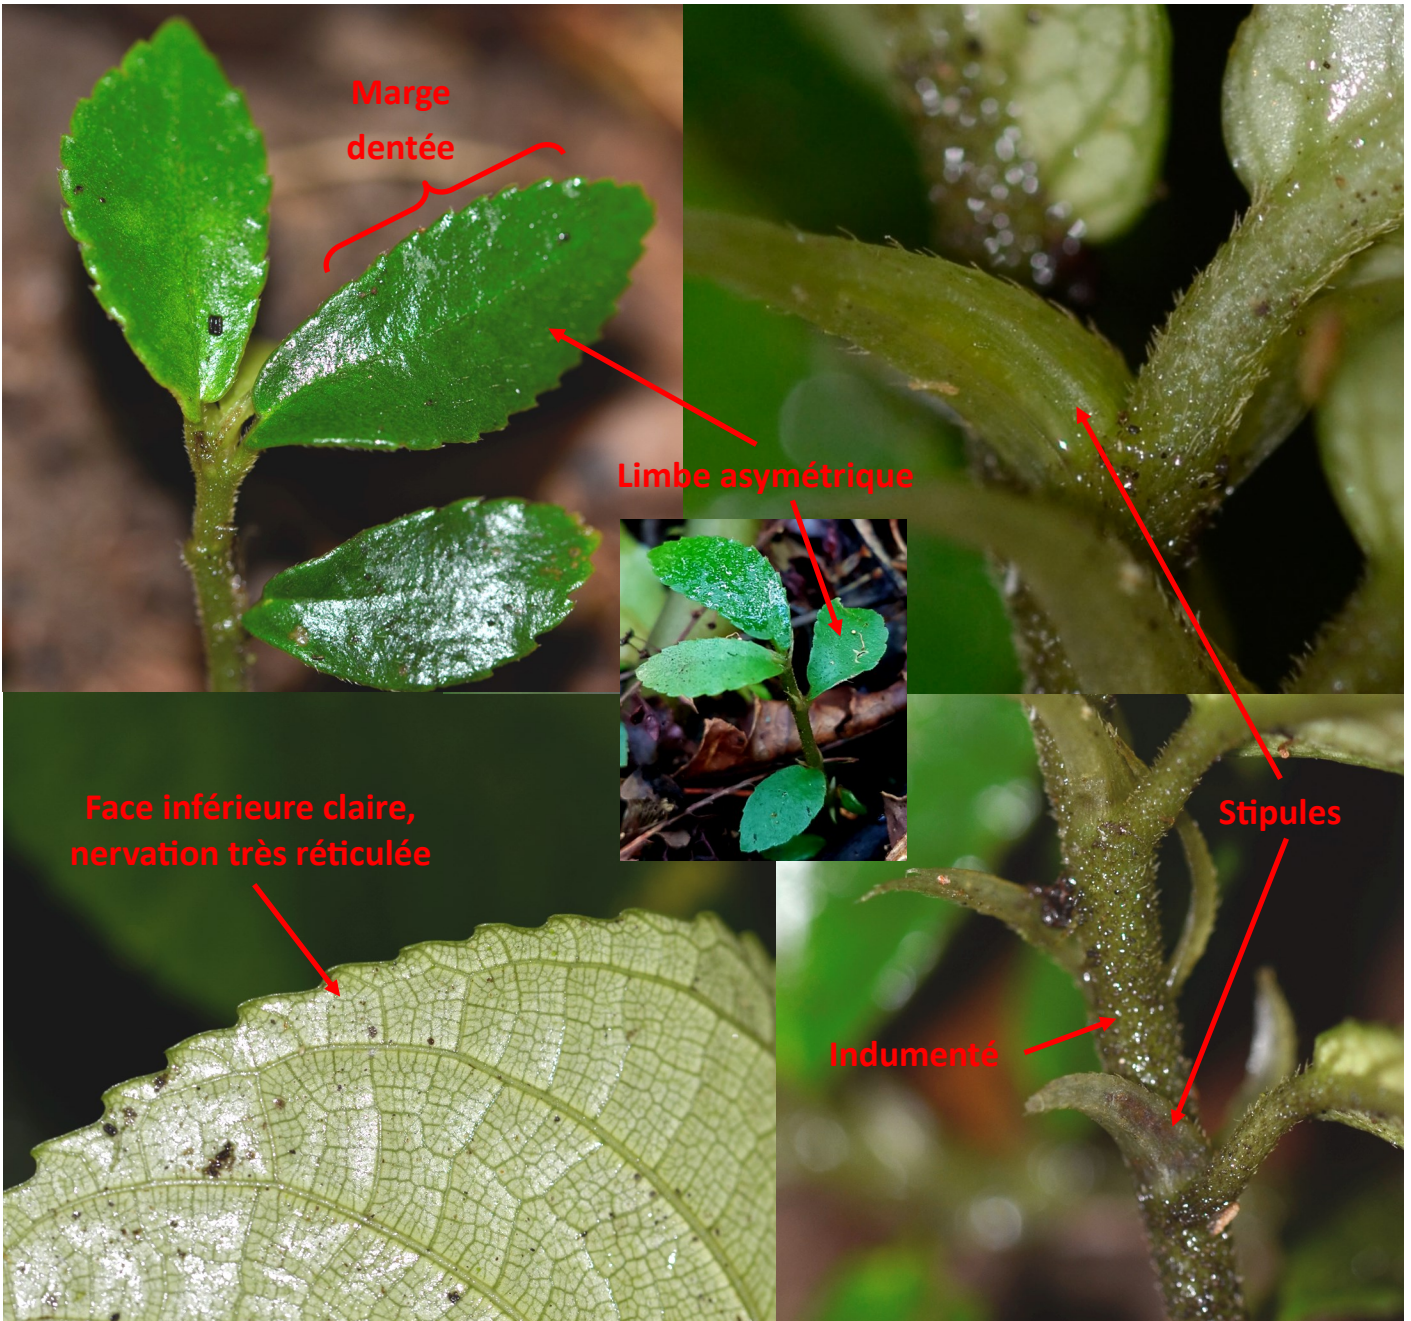 Marge
dentée
Limbe asymétrique
Face inférieure claire,
nervation très réticulée
Stipules
Indumenté